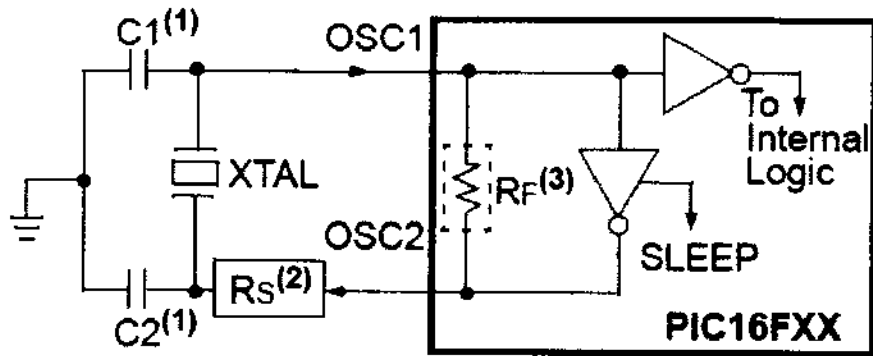 C1(1)
OSC1
To
Internal
Logic
XTAL
RF(3)
OSC2
SLEEP
RS(2)
C2(1)
PIC16FXX